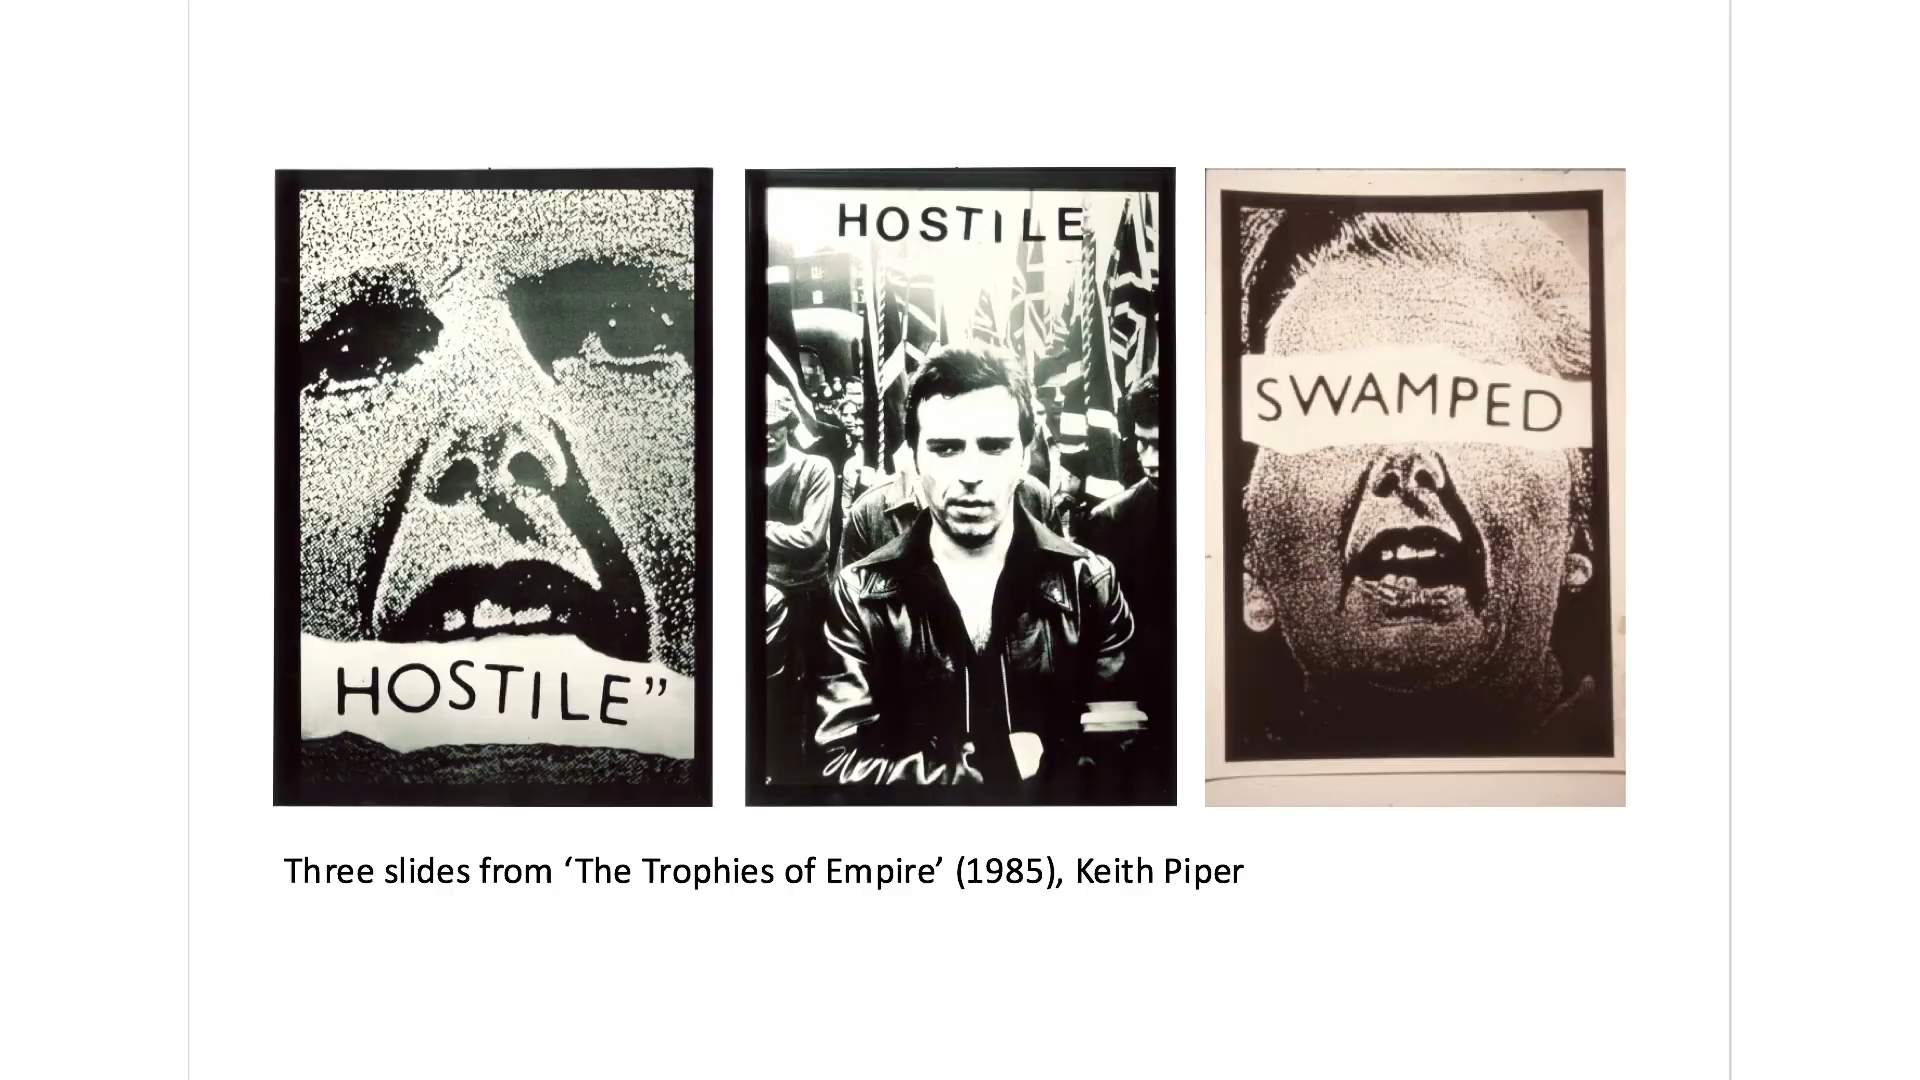 HOSTILE”
HOSTILE
SWAMPED
Three slides from ‘The Trophies of Empire’ (1985), Keith Piper